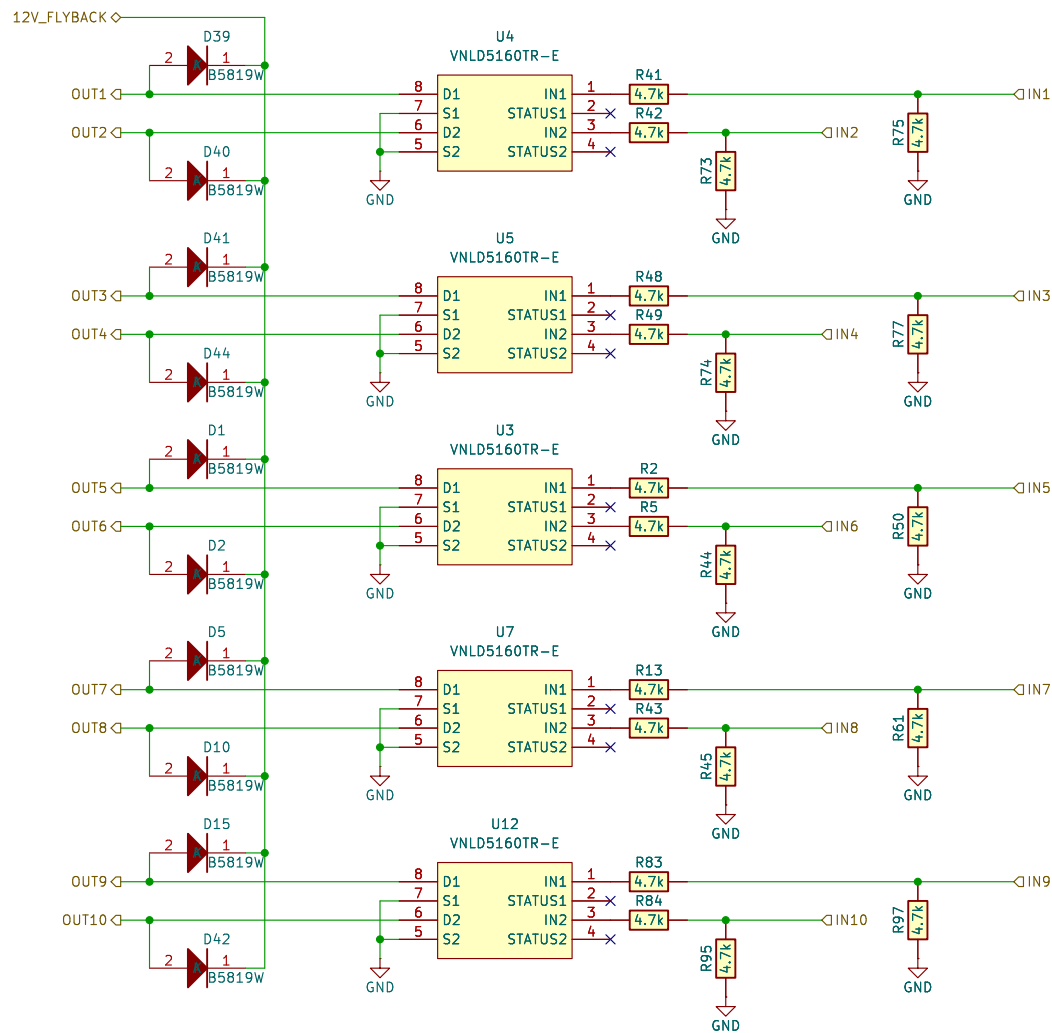 12V_FLYBACK
D39
2 1
B5819W
OUT1
OUT2
D40
2 1
B5819W
U4
VNLD5160TR-E
8 D1 IN1 1
7 S1 STATUS1 2
6 D2 IN2 3
5 S2 STATUS2 4
GND
R41
4.7k
R42
4.7k
R73
4.7k
GND
IN2
R75
4.7k
GND
IN1
D41
2 1
B5819W
OUT3
OUT4
D44
2 1
B5819W
U5
VNLD5160TR-E
8 D1 IN1 1
7 S1 STATUS1 2
6 D2 IN2 3
5 S2 STATUS2 4
GND
R48
4.7k
R49
4.7k
R74
4.7k
GND
IN4
R77
4.7k
GND
IN3
D1
2 1
B5819W
OUT5
OUT6
D2
2 1
B5819W
U3
VNLD5160TR-E
8 D1 IN1 1
7 S1 STATUS1 2
6 D2 IN2 3
5 S2 STATUS2 4
GND
R2
4.7k
R5
4.7k
R44
4.7k
GND
IN6
R50
4.7k
GND
IN5
D5
2 1
B5819W
OUT7
OUT8
D10
2 1
B5819W
U7
VNLD5160TR-E
8 D1 IN1 1
7 S1 STATUS1 2
6 D2 IN2 3
5 S2 STATUS2 4
GND
R13
4.7k
R43
4.7k
R45
4.7k
GND
IN8
R61
4.7k
GND
IN7
D15
2 1
B5819W
OUT9
OUT10
D42
2 1
B5819W
U12
VNLD5160TR-E
8 D1 IN1 1
7 S1 STATUS1 2
6 D2 IN2 3
5 S2 STATUS2 4
GND
R83
4.7k
R84
4.7k
R95
4.7k
GND
IN10
R97
4.7k
GND
IN9